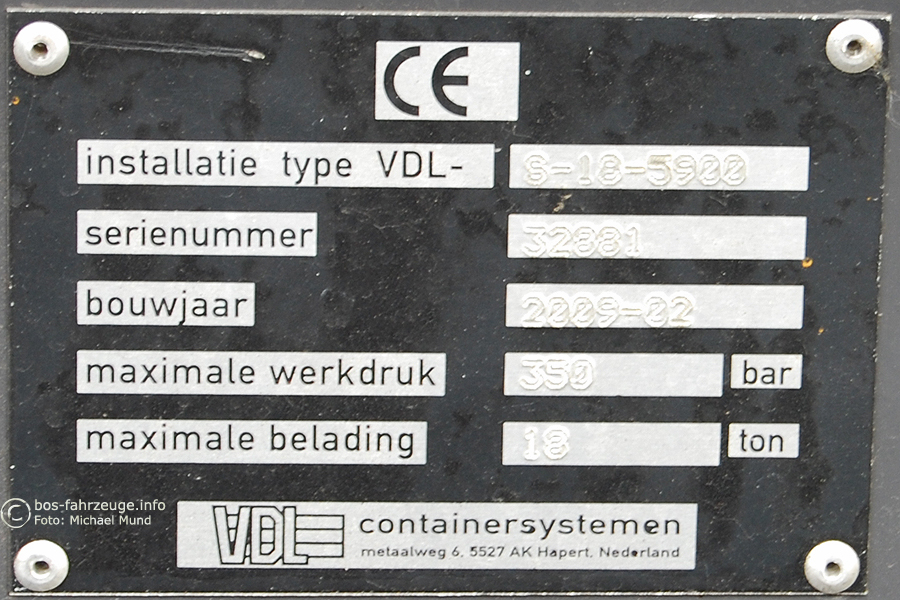 CE
installatie type VDL- S-18-5900
serienummer 32881
bouwjaar 2009-02
maximale werkdruk 350 bar
maximale belading 18 ton
© bos-fahrzeuge.info
Foto: Michael Mund
VDL containersystemen
metaalweg 6, 5527 AK Hapert, Nederland